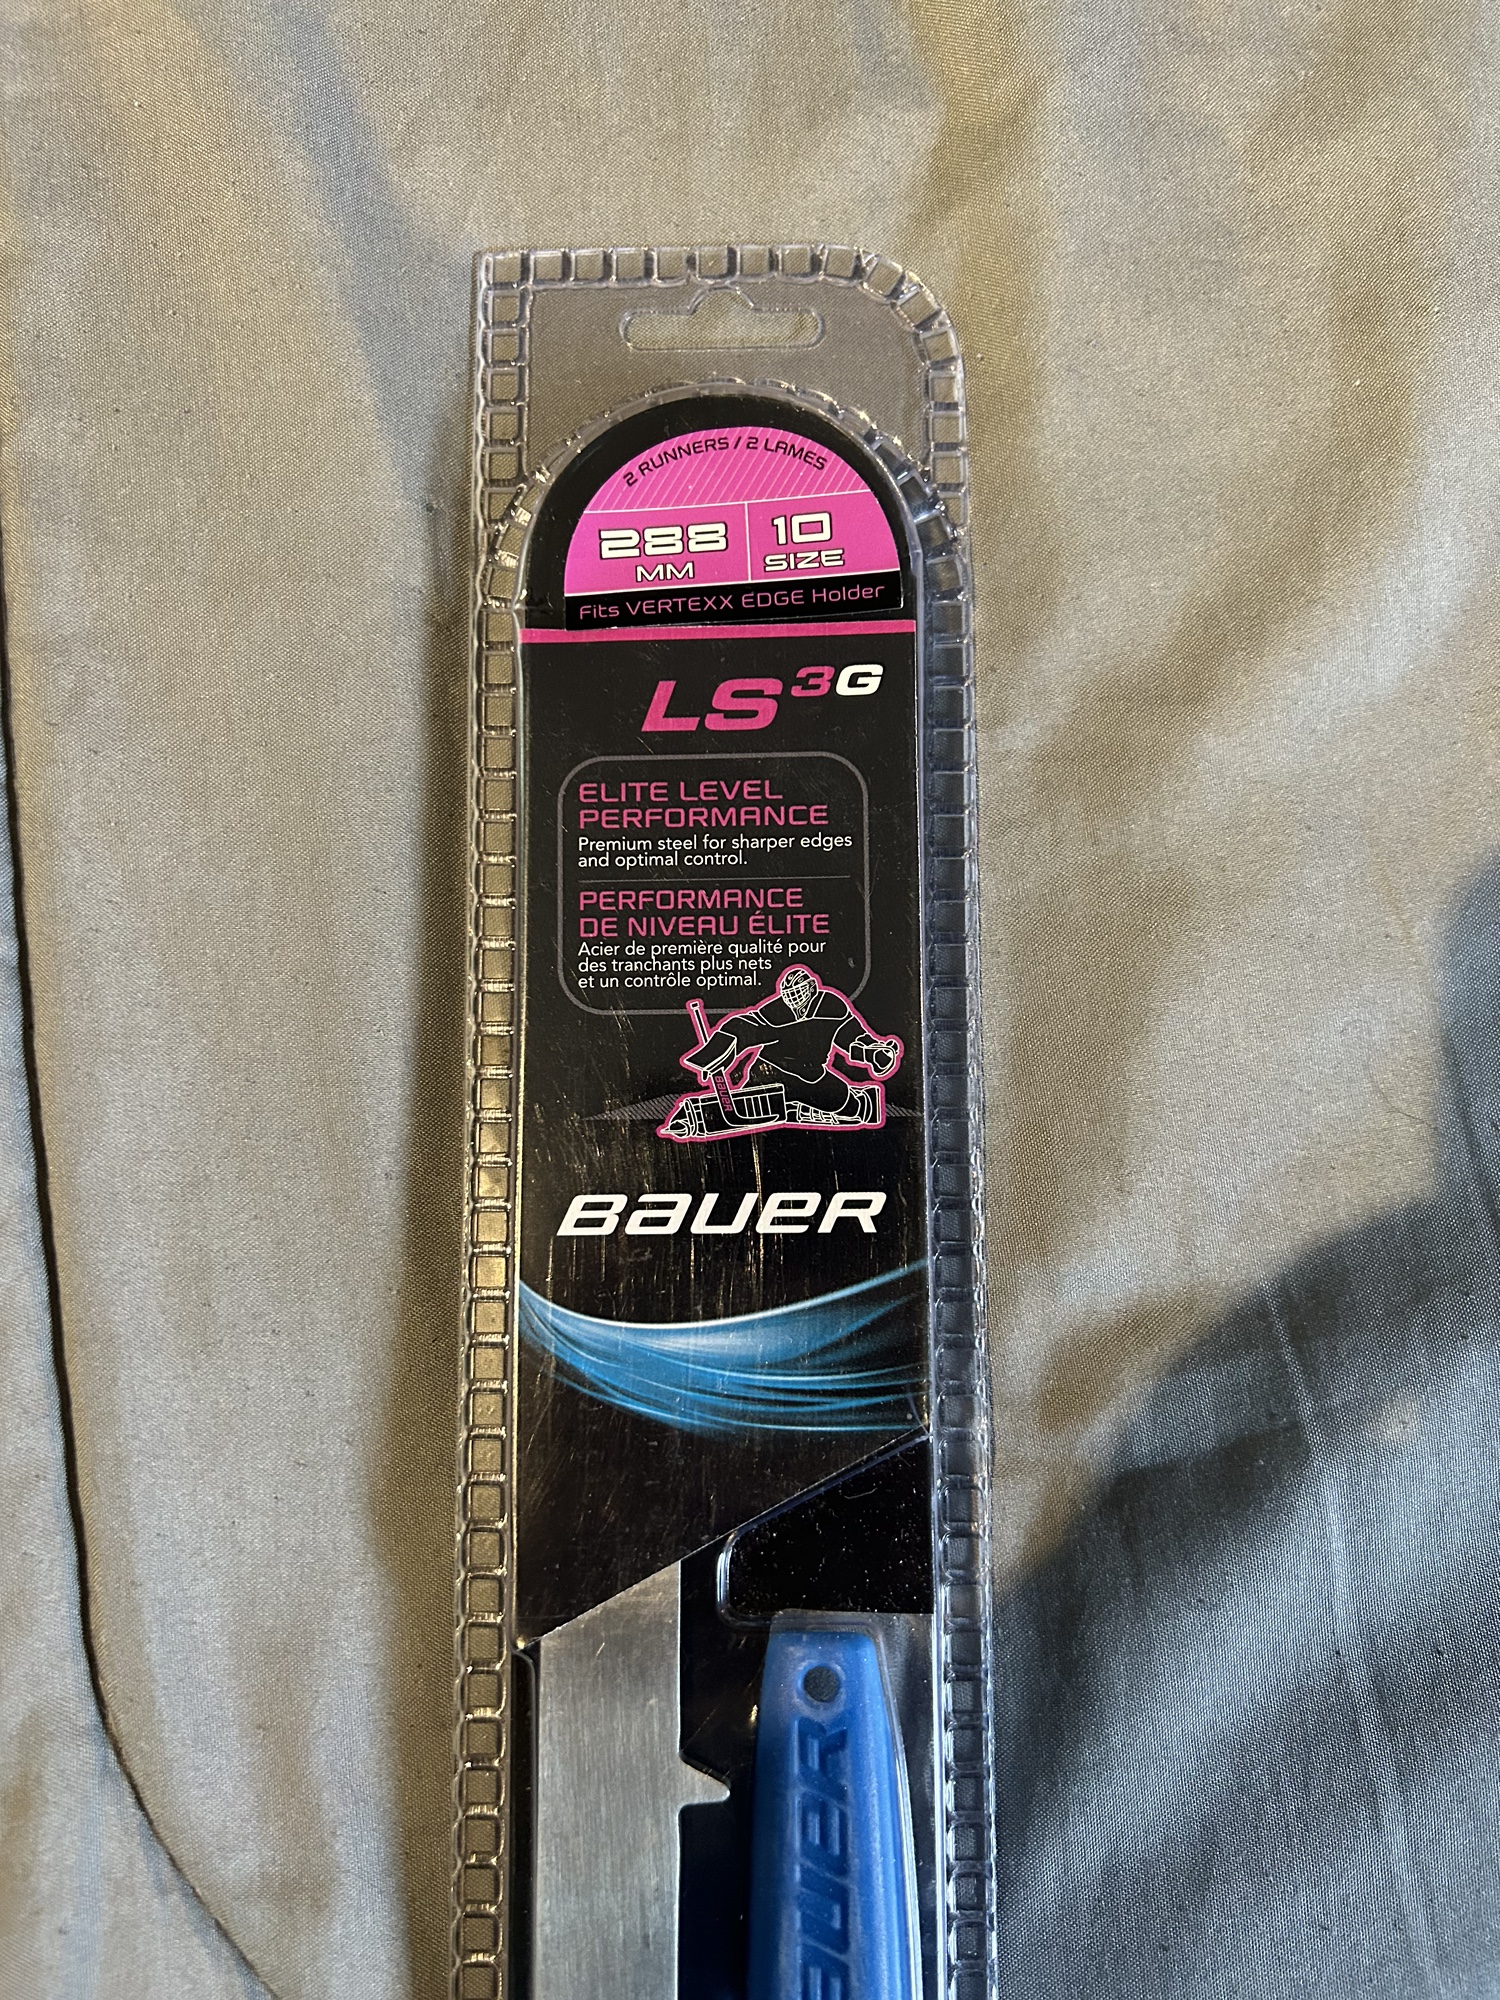 2 RUNNERS / 2 LAMES
288 10
MM SIZE
Fits VERTEXX EDGE Holder
LS3G
ELITE LEVEL
PERFORMANCE
Premium steel for sharper edges
and optimal control.
PERFORMANCE
DE NIVEAU ÉLITE
Acier de première qualité pour
des tranchants plus nets
et un contrôle optimal.
BAUER
BAUER
BAUER